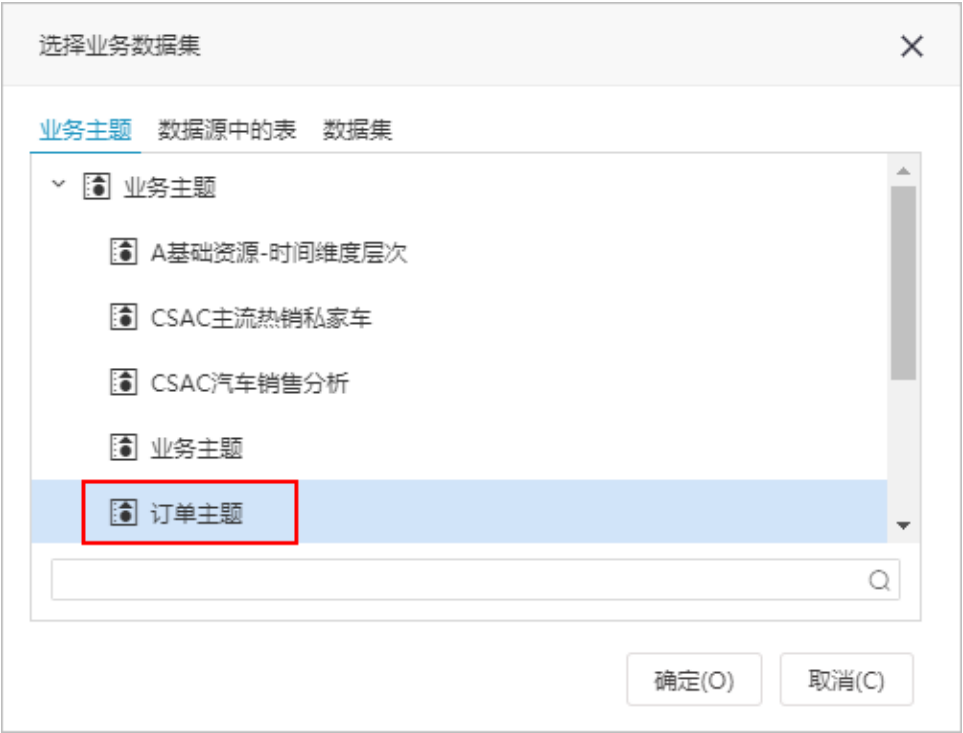 选择业务数据集
业务主题 数据源中的表 数据集
业务主题
A基础资源-时间维度层次
CSAC主流热销私家车
CSAC汽车销售分析
业务主题
订单主题
确定(O) 取消(C)